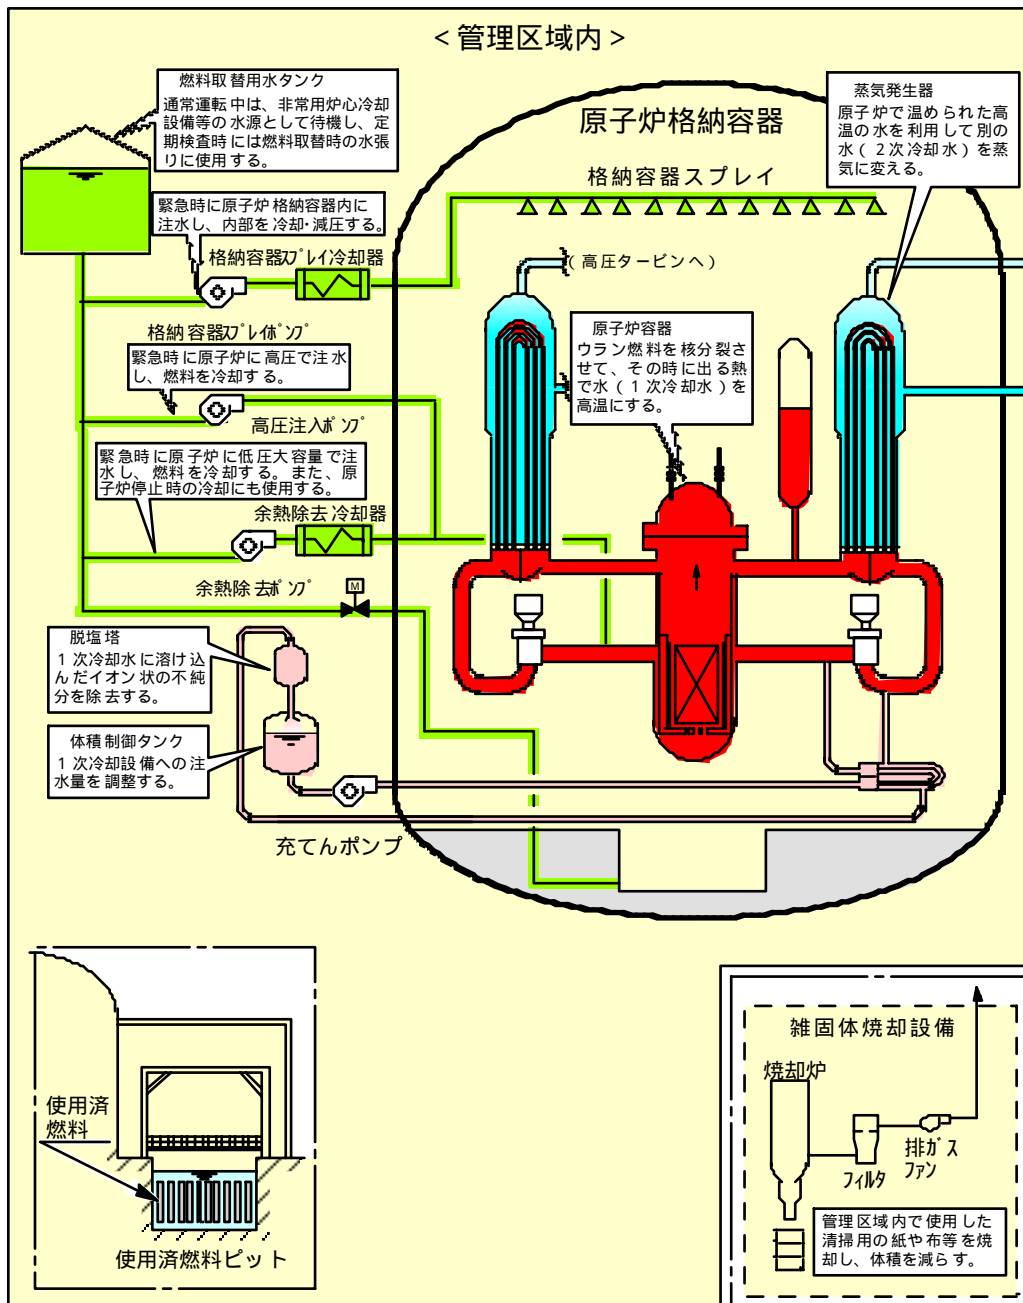 ＜管理区域内＞
燃料取替用水タンク
通常運転中は、非常用炉心冷却
設備等の水源として待機し、定
期検査時には燃料取替時の水張
りに使用する。
蒸気発生器
原子炉で温められた高
温の水を利用して別の
水（２次冷却水）を蒸
気に変える。
原子炉格納容器
格納容器スプレイ
緊急時に原子炉格納容器内に
注水し、内部を冷却・減圧する。
格納容器ｽﾌﾟﾚｲ冷却器
（高圧タービンへ）
格納容器ｽﾌﾟﾚｲﾎﾟﾝﾌﾟ
緊急時に原子炉に高圧で注水
し、燃料を冷却する。
原子炉容器
ウラン燃料を核分裂さ
せて、その時に出る熱
で水（１次冷却水）を
高温にする。
高圧注入ﾎﾟﾝﾌﾟ
緊急時に原子炉に低圧大容量で注
水し、燃料を冷却する。また、原
子炉停止時の冷却にも使用する。
余熱除去冷却器
余熱除去ﾎﾟﾝﾌﾟ
M
脱塩塔
１次冷却水に溶け込
んだイオン状の不純
分を除去する。
体積制御タンク
１次冷却設備への注
水量を調整する。
充てんポンプ
使用済
燃料
使用済燃料ピット
雑固体焼却設備
焼却炉
ﾌｨﾙﾀ
排ｶﾞｽ
ﾌｧﾝ
管理区域内で使用した
清掃用の紙や布等を焼
却し、体積を減らす。